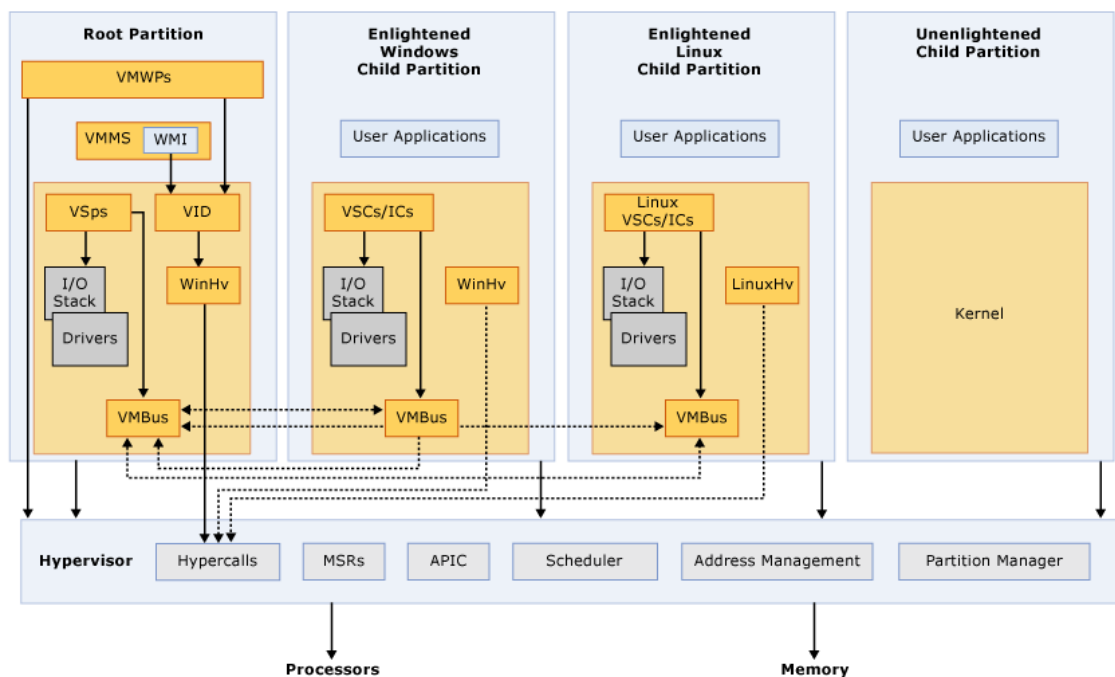 Root Partition
Enlightened
Windows
Child Partition
Enlightened
Linux
Child Partition
Unenlightened
Child Partition
VMWPs
VMMS
WMI
User Applications
User Applications
User Applications
VSps
VID
VSCs/ICs
Linux
VSCs/ICs
I/O
Stack
Drivers
WinHv
I/O
Stack
Drivers
WinHv
I/O
Stack
Drivers
LinuxHv
Kernel
VMBus
VMBus
VMBus
Hypervisor
Hypercalls
MSRs
APIC
Scheduler
Address Management
Partition Manager
Processors
Memory